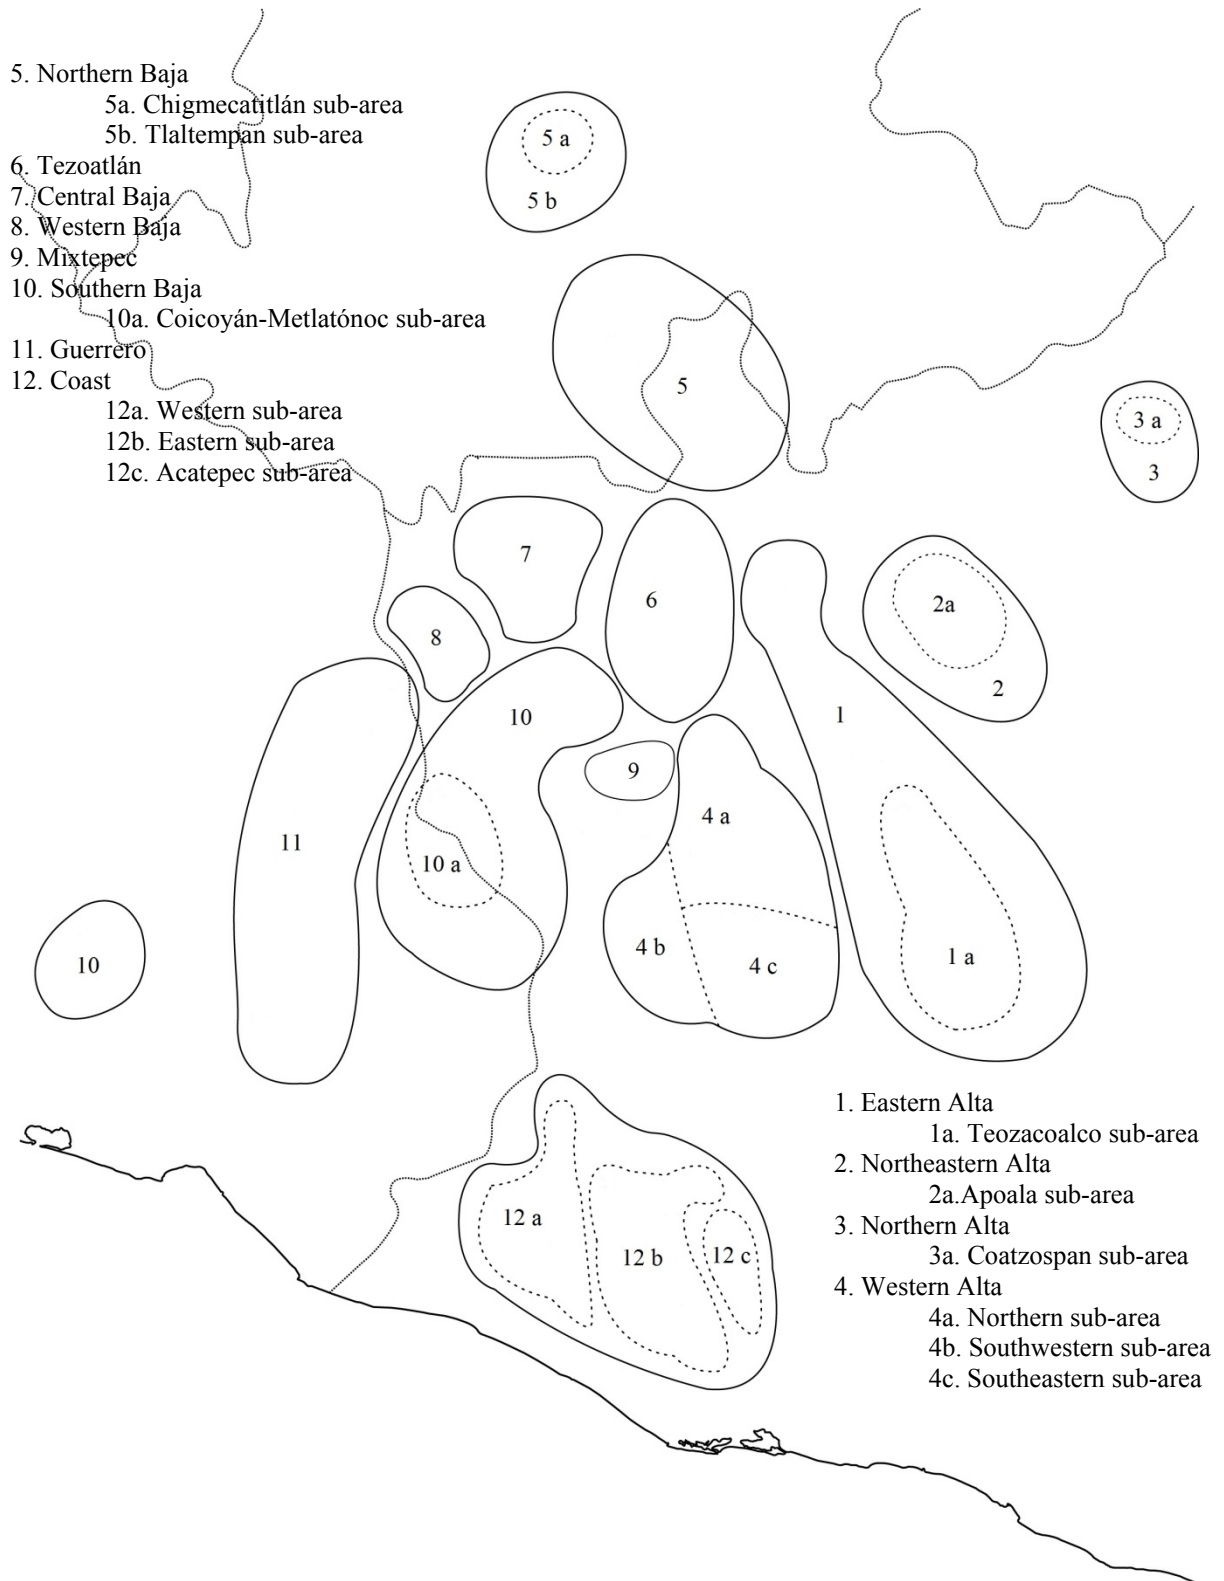 5. Northern Baja
5a. Chigmecatitlán sub-area
5b. Tlaltempan sub-area
6. Tezoatlán
7. Central Baja
8. Western Baja
9. Mixtepec
10. Southern Baja
10a. Coicoyán-Metlatónoc sub-area
11. Guerrero
12. Coast
12a. Western sub-area
12b. Eastern sub-area
12c. Acatepec sub-area
5 a
5 b
5
3 a
3
7
6
2a
2
8
10
1
9
4 a
11
10 a
10
4 b
4 c
1 a
12 a
12 b
12 c
1. Eastern Alta
1a. Teozacoalco sub-area
2. Northeastern Alta
2a.Apoala sub-area
3. Northern Alta
3a. Coatzospan sub-area
4. Western Alta
4a. Northern sub-area
4b. Southwestern sub-area
4c. Southeastern sub-area